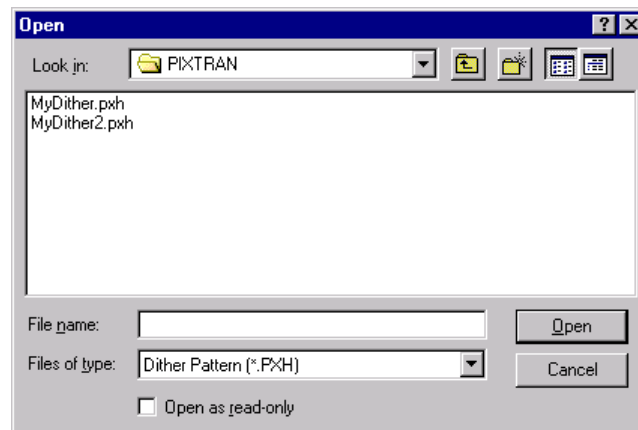 Open
Look in: PIXTRAN
MyDither.pxh
MyDither2.pxh
File name:
Open
Files of type: Dither Pattern (*.PXH)
Cancel
Open as read-only